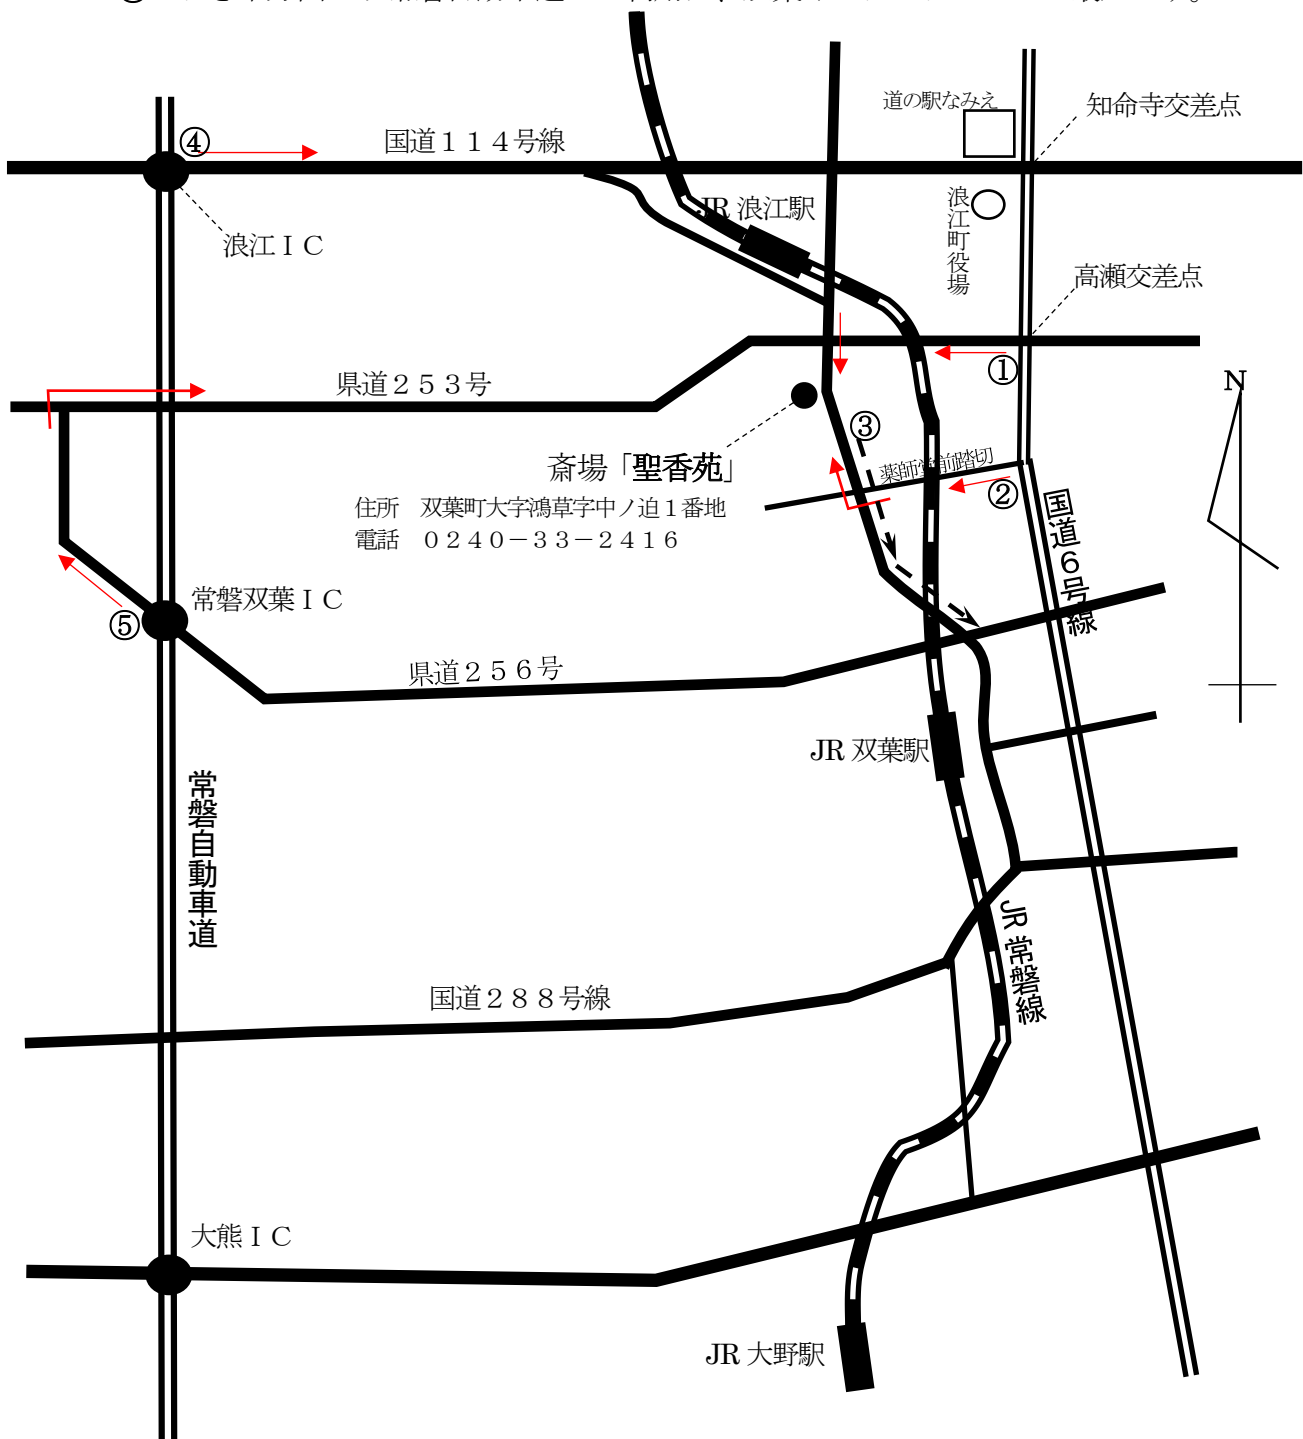 道の駅なみえ
知命寺交差点
④
国道１１４号線
JR 浪江駅
浪江町役場
浪江ＩＣ
高瀬交差点
①
県道２５３号
N
③
斎場「聖香苑」
薬師堂前踏切
②
住所　双葉町大字鴻草字中ノ迫１番地
電話　０２４０－３３－２４１６
国道６号線
常磐双葉ＩＣ
⑤
県道２５６号
JR 双葉駅
常磐自動車道
JR 常磐線
国道２８８号線
大熊ＩＣ
JR 大野駅